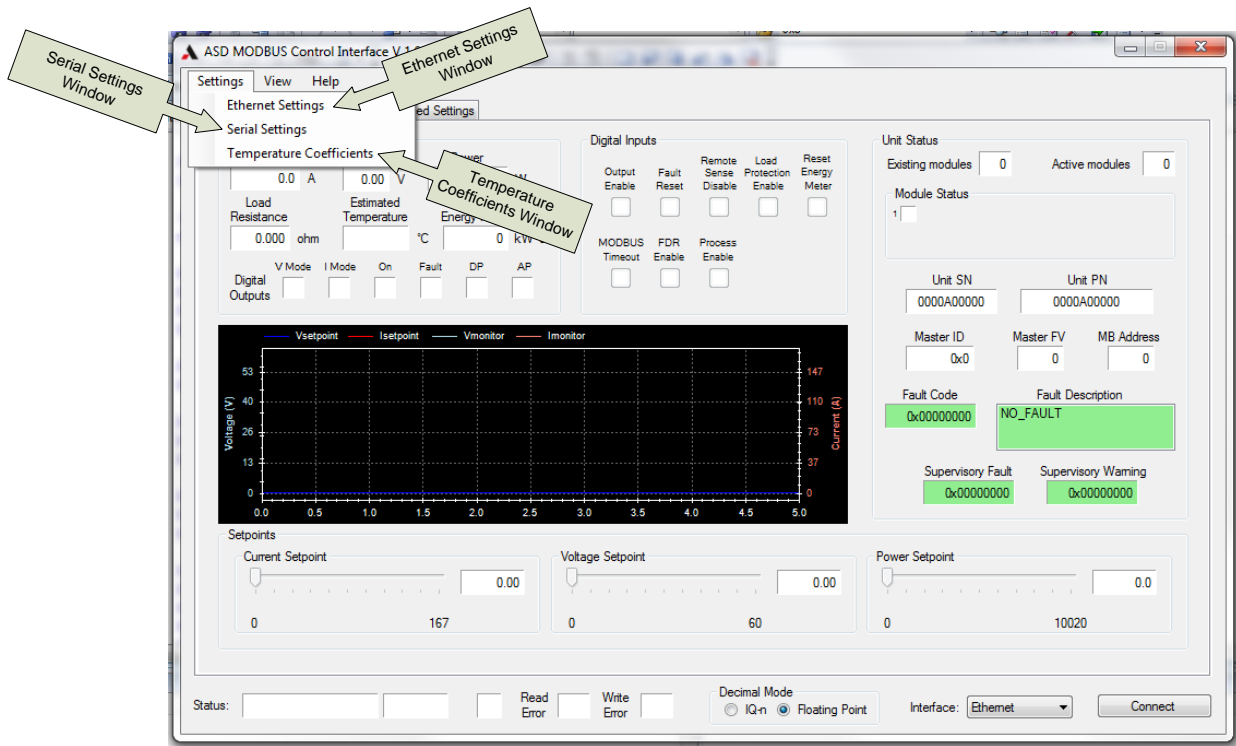 ASD MODBUS Control Interface V
Serial Settings
Window
Ethernet Settings
Window
Settings View Help
Ethernet Settings
Serial Settings
Temperature Coefficients
ed Settings
Temperature
Coefficients Window
0.0 A
0.00 V
Load
Resistance
0.000 ohm
Estimated
Temperature
°C
0
Digital
Outputs
V Mode I Mode On Fault DP AP
Digital Inputs
Output
Enable
Fault
Reset
Remote
Sense
Disable
Load
Protection
Enable
Reset
Energy
Meter
MODBUS
Timeout
FDR
Enable
Process
Enable
Unit Status
Existing modules 0
Active modules 0
Module Status
1
Unit SN
0000A00000
Unit PN
0000A00000
Master ID
0x0
Master FV
0
MB Address
0
Fault Code
0x00000000
Fault Description
NO_FAULT
Supervisory Fault
0x00000000
Supervisory Warning
0x00000000
Vsetpoint Isetpoint Vmonitor Imonitor
Voltage (V)
53
40
26
13
0
147
110
73
37
0
Current (A)
0.0 0.5 1.0 1.5 2.0 2.5 3.0 3.5 4.0 4.5 5.0
Setpoints
Current Setpoint
0.00
0 167
Voltage Setpoint
0.00
0 60
Power Setpoint
0.0
0 10020
Status:
Read
Error
Write
Error
Decimal Mode
IQ-n Floating Point
Interface: Ethernet
Connect